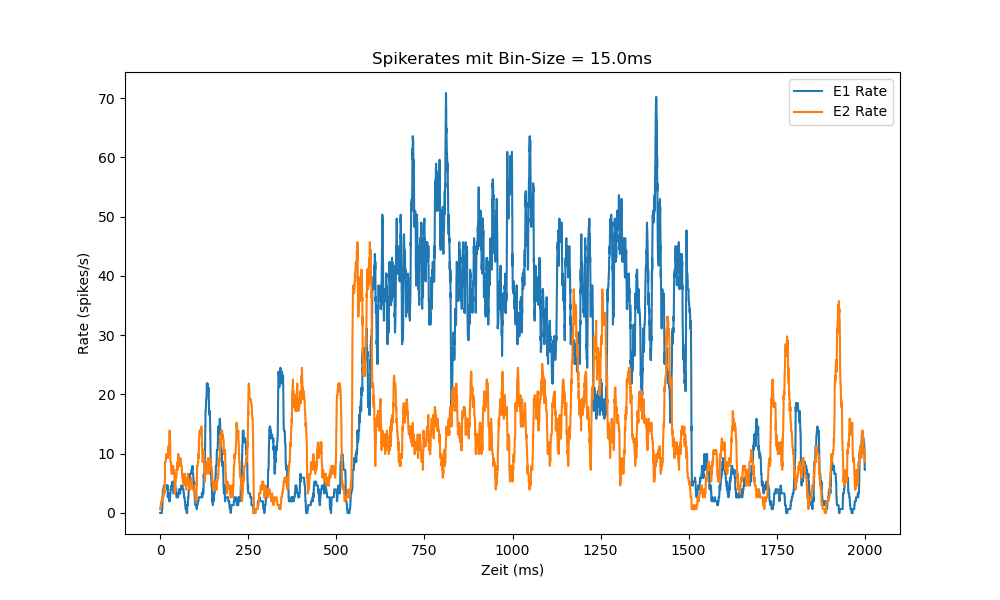 Spikerates mit Bin-Size = 15.0ms
E1 Rate
E2 Rate
Rate (spikes/s)
70
60
50
40
30
20
10
0
0 250 500 750 1000 1250 1500 1750 2000
Zeit (ms)